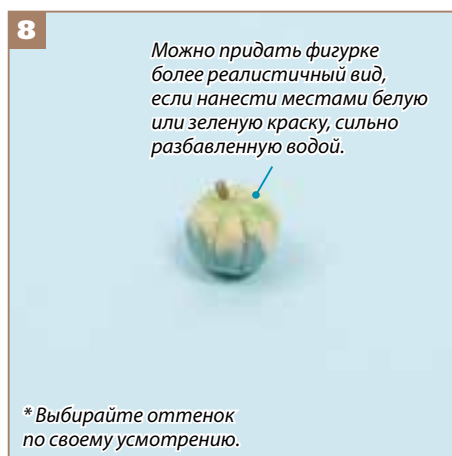 8
Можно придать фигурке
более реалистичный вид,
если нанести местами белую
или зеленую краску, сильно
разбавленную водой.
* Выбирайте оттенок
по своему усмотрению.